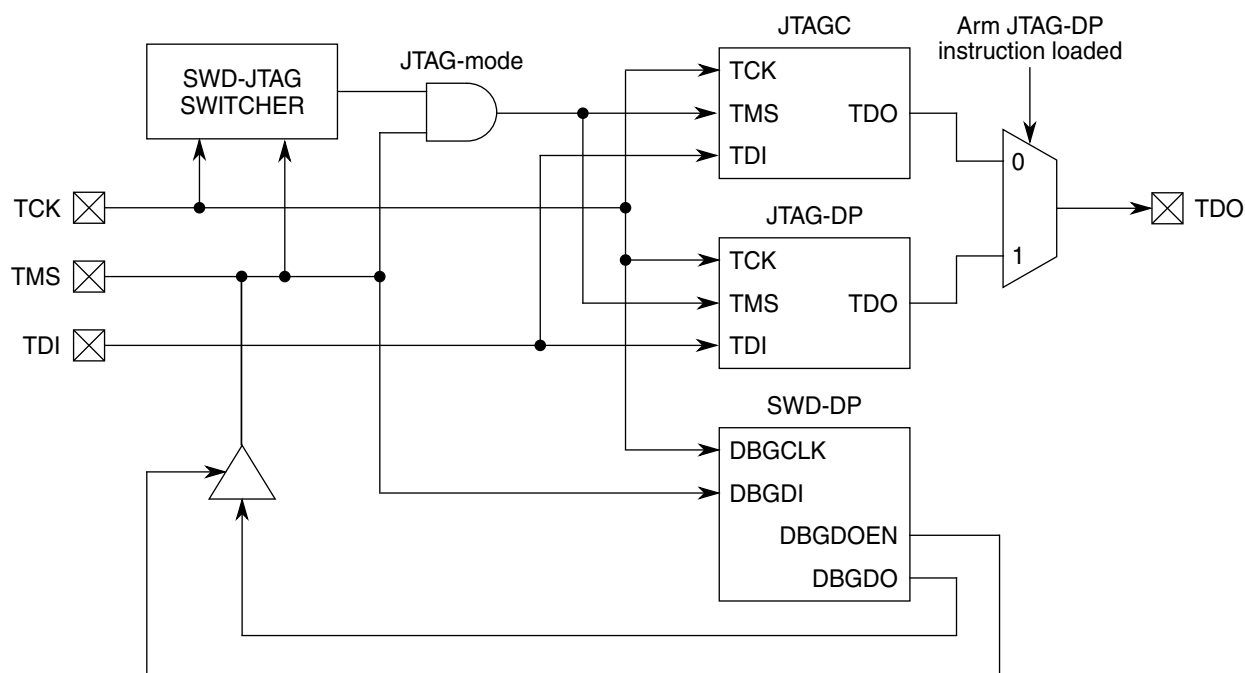 JTAGC
Arm JTAG-DP
instruction loaded
SWD-JTAG
SWITCHER
JTAG-mode
TCK
TMS
TDI
TDO
0
1
TCK
TMS
TDI
TDO
JTAG-DP
TCK
TMS
TDI
TDO
SWD-DP
DBGCLK
DBGDI
DBGDOEN
DBGDO